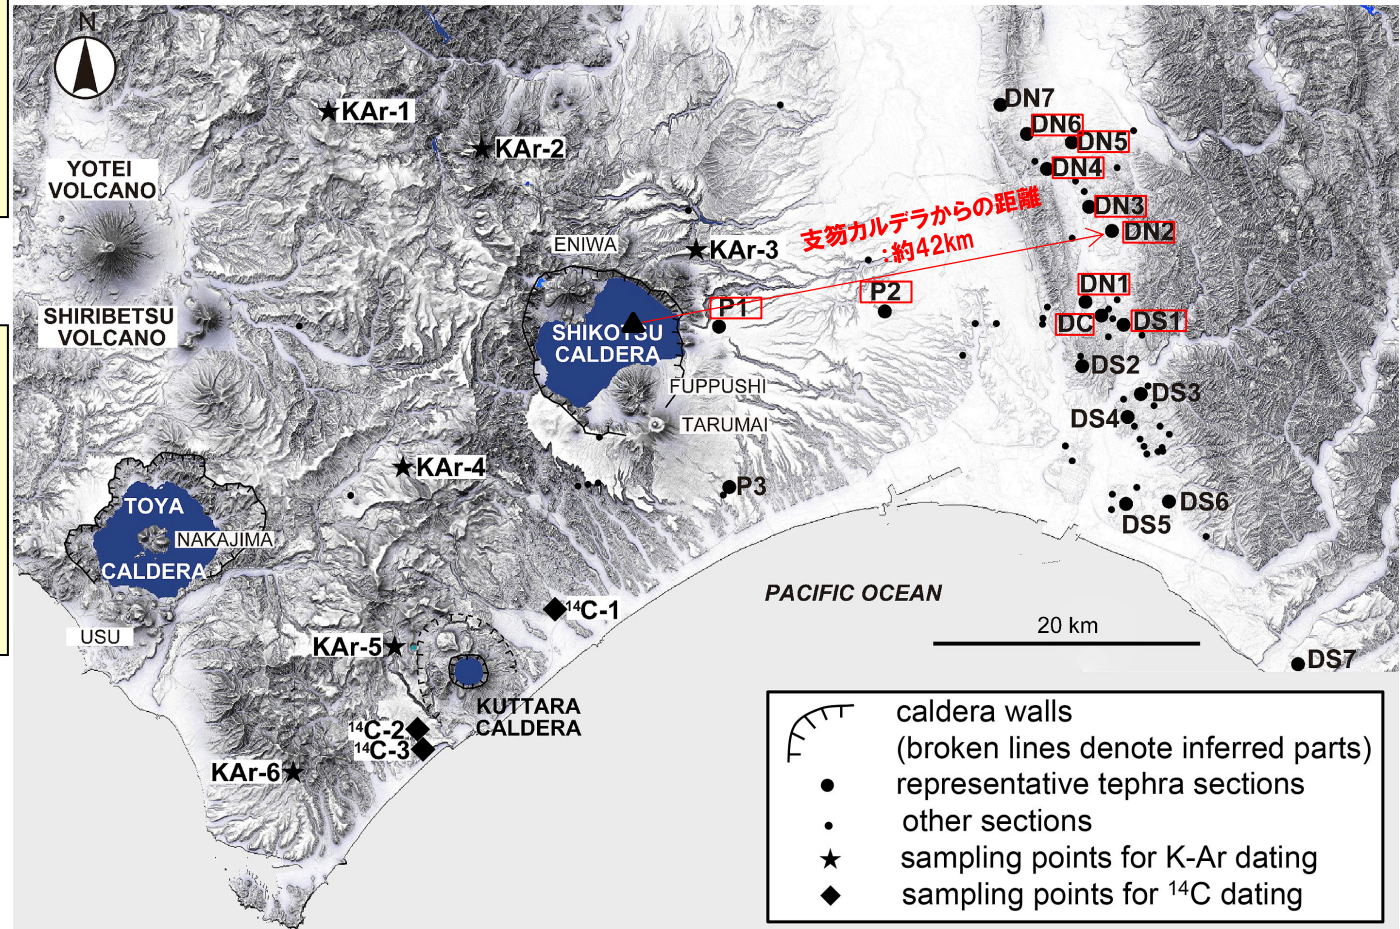 N
KAr-1
KAr-2
YOTEI
VOLCANO
SHIRIBETSU
VOLCANO
ENIWA
KAr-3
SHIKOTSU
CALDERA
FUPPUSHI
TARUMAI
支笏カルデラからの距離
:約42km
P1
P2
P3
DN7
DN6
DN5
DN4
DN3
DN2
DN1
DC
DS1
DS2
DS3
DS4
DS5
DS6
DS7
KAr-4
TOYA
NAKAJIMA
CALDERA
USU
¹⁴C-1
KAr-5
KUTTARA
CALDERA
¹⁴C-2
¹⁴C-3
KAr-6
PACIFIC OCEAN
20 km
caldera walls
(broken lines denote inferred parts)
representative tephra sections
other sections
sampling points for K-Ar dating
sampling points for ¹⁴C dating